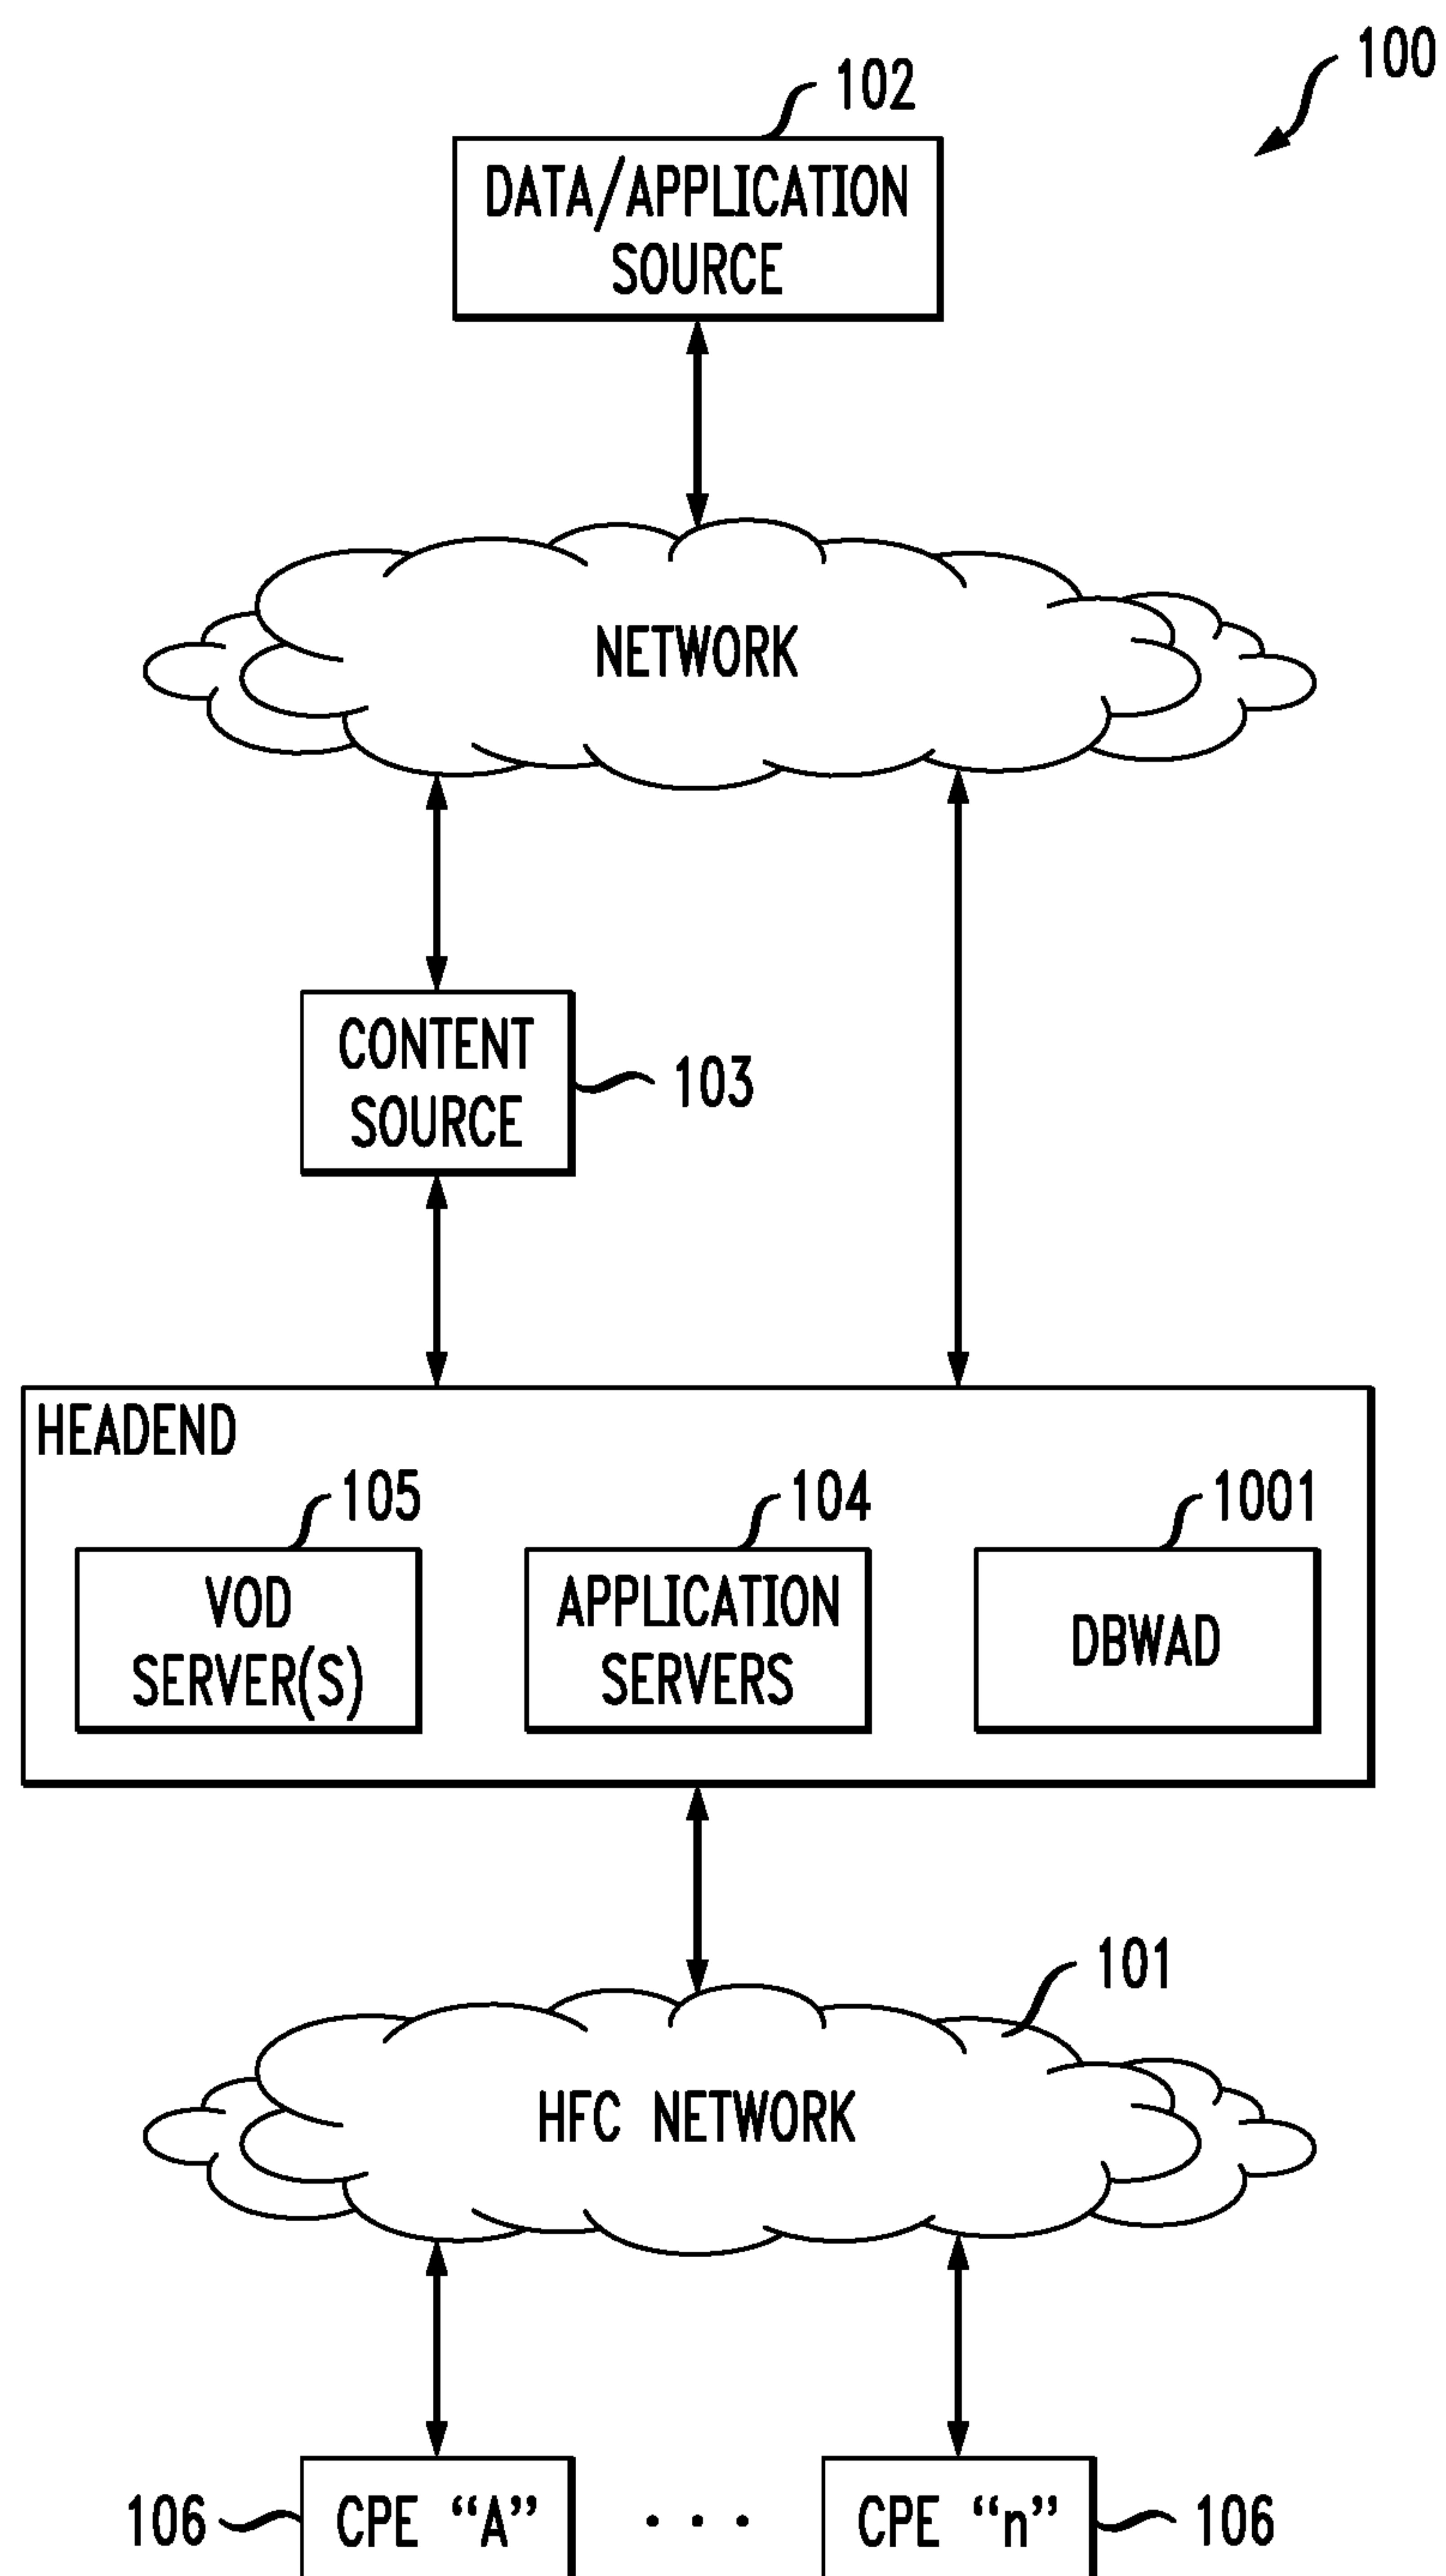 100
102
DATA/APPLICATION
SOURCE
NETWORK
CONTENT
SOURCE
103
HEADEND
105
104
1001
VOD
SERVER(S)
APPLICATION
SERVERS
DBWAD
101
HFC NETWORK
106
CPE “A”
. . .
CPE “n”
106